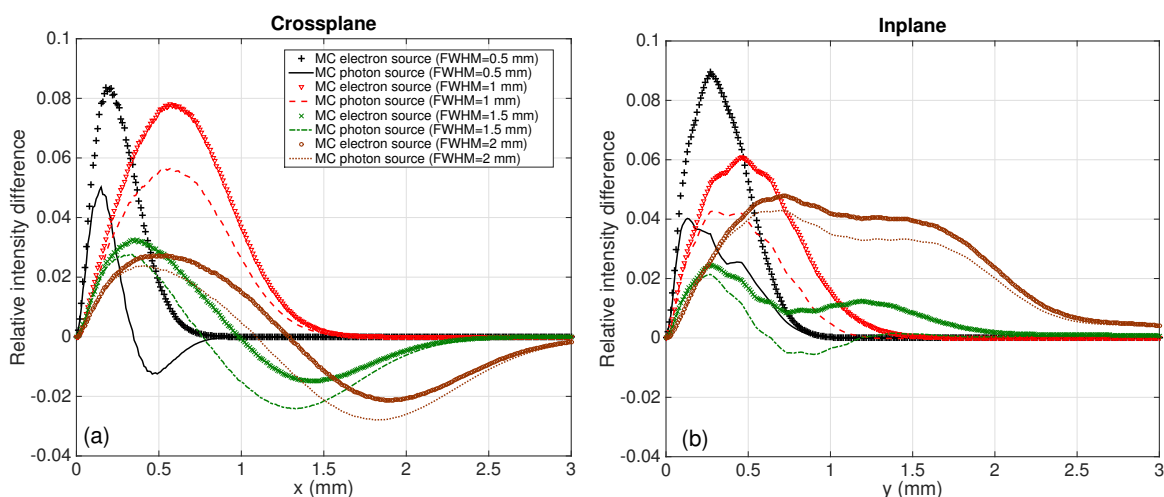 Crossplane
0.1
0.08
0.06
0.04
0.02
0
-0.02
-0.04
Relative intensity difference
MC electron source (FWHM=0.5 mm)
MC photon source (FWHM=0.5 mm)
MC electron source (FWHM=1 mm)
MC photon source (FWHM=1 mm)
MC electron source (FWHM=1.5 mm)
MC photon source (FWHM=1.5 mm)
MC electron source (FWHM=2 mm)
MC photon source (FWHM=2 mm)
(a)
0 0.5 1 1.5 2 2.5 3
x (mm)
Inplane
0.1
0.08
0.06
0.04
0.02
0
-0.02
-0.04
Relative intensity difference
(b)
0 0.5 1 1.5 2 2.5 3
y (mm)